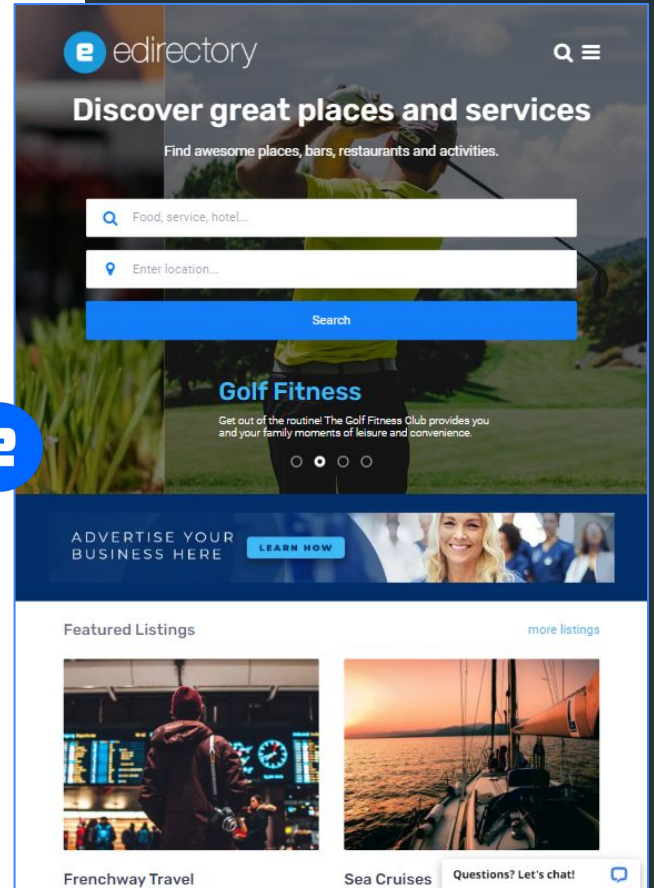 e edirectory
Discover great places and services
Find awesome places, bars, restaurants and activities.
Food, service, hotel...
Enter location...
Search
Golf Fitness
Get out of the routine! The Golf Fitness Club provides you
and your family moments of leisure and convenience.
e
ADVERTISE YOUR
BUSINESS HERE
LEARN HOW
Featured Listings
more listings
Frenchway Travel
Sea Cruises
Questions? Let's chat!